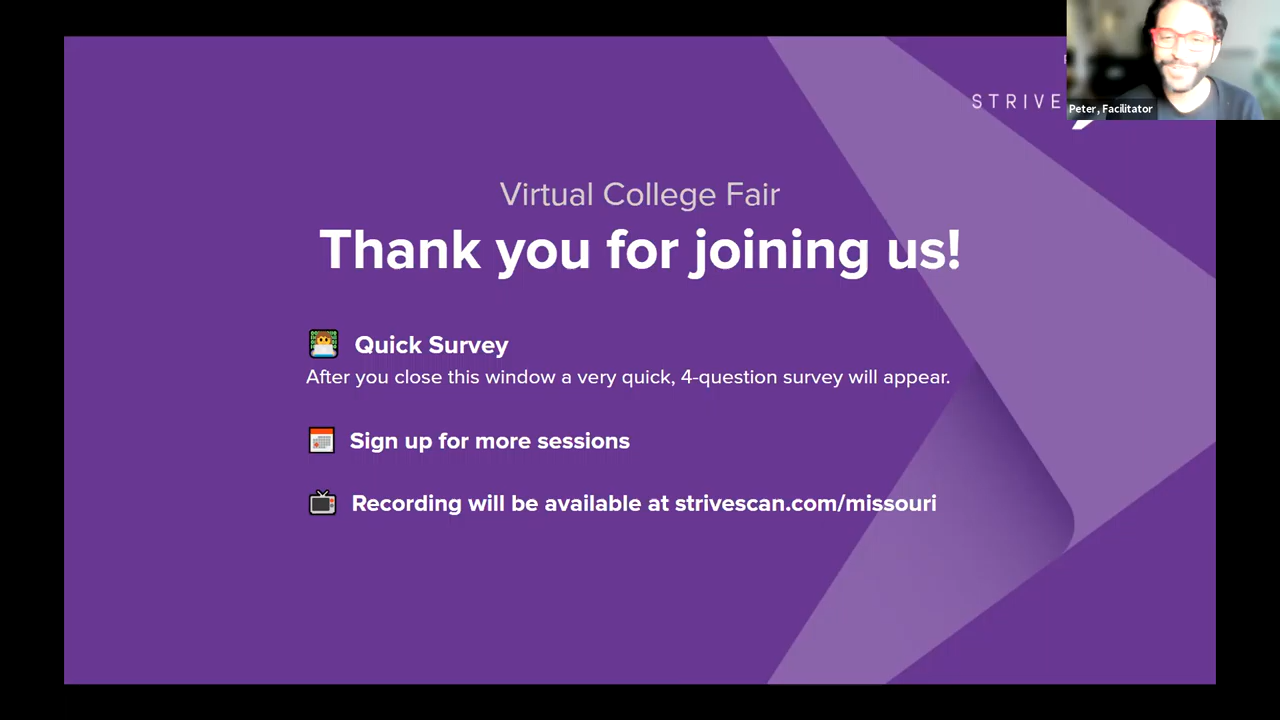 STRIVE
Peter, Facilitator
Virtual College Fair
Thank you for joining us!
Quick Survey
After you close this window a very quick, 4-question survey will appear.
Sign up for more sessions
Recording will be available at strivescan.com/missouri